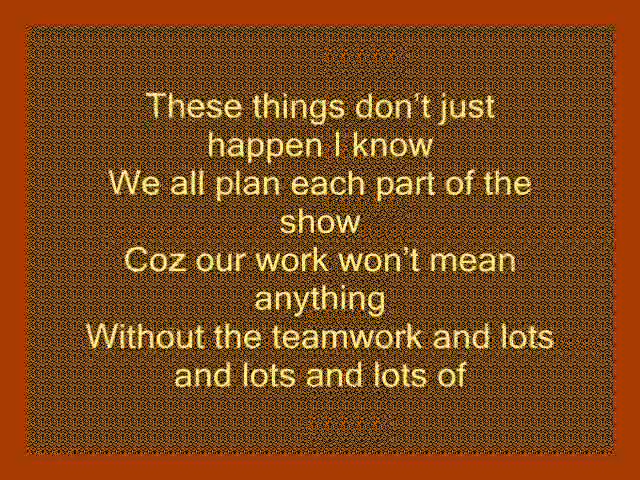 These things don’t just
happen I know
We all plan each part of the
show
Coz our work won’t mean
anything
Without the teamwork and lots
and lots and lots of